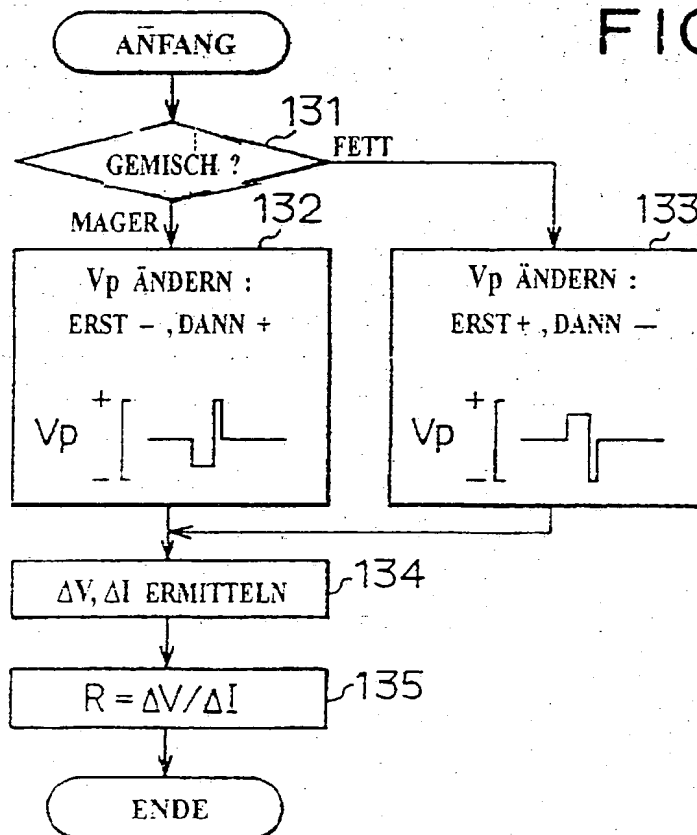 FIG
ANFANG
131
GEMISCH ?
FETT
MAGER
132
Vp ÄNDERN :
ERST – , DANN +
Vp
+
–
133
Vp ÄNDERN :
ERST + , DANN –
Vp
+
–
ΔV, ΔI ERMITTELN
134
R = ΔV/ΔI
135
ENDE